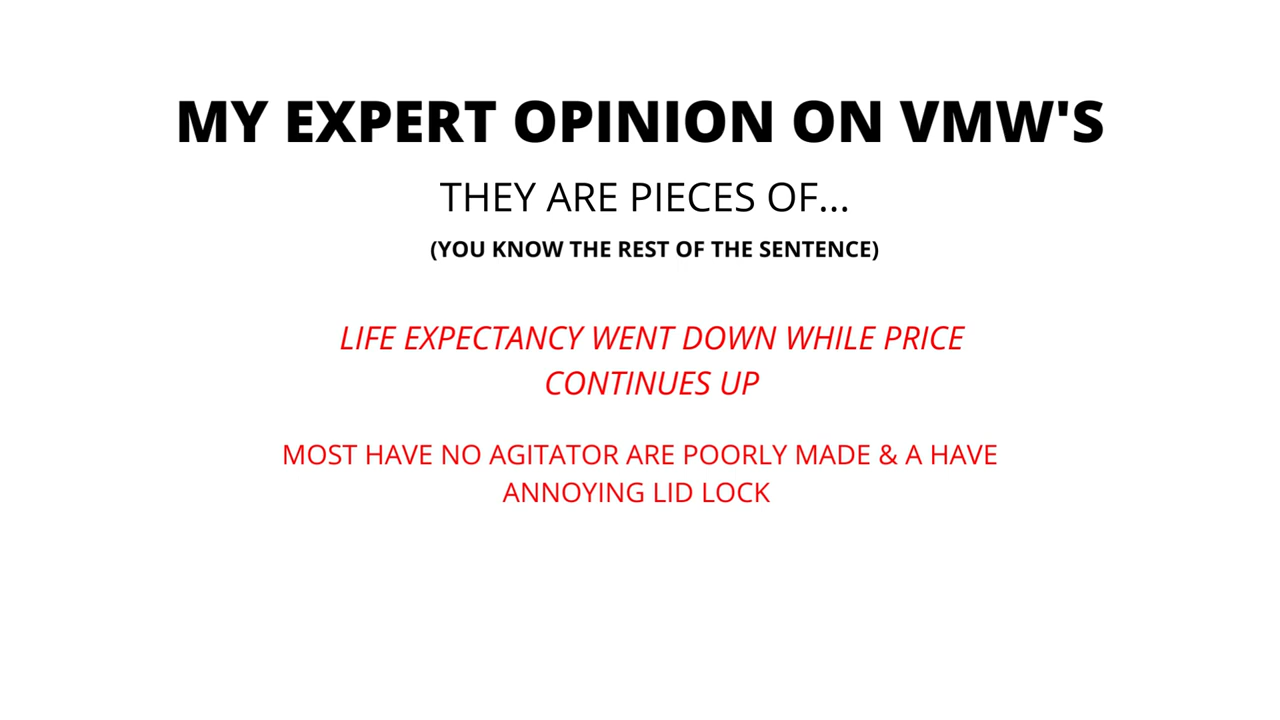 MY EXPERT OPINION ON VMW'S
THEY ARE PIECES OF...
(YOU KNOW THE REST OF THE SENTENCE)
LIFE EXPECTANCY WENT DOWN WHILE PRICE
CONTINUES UP
MOST HAVE NO AGITATOR ARE POORLY MADE & A HAVE
ANNOYING LID LOCK